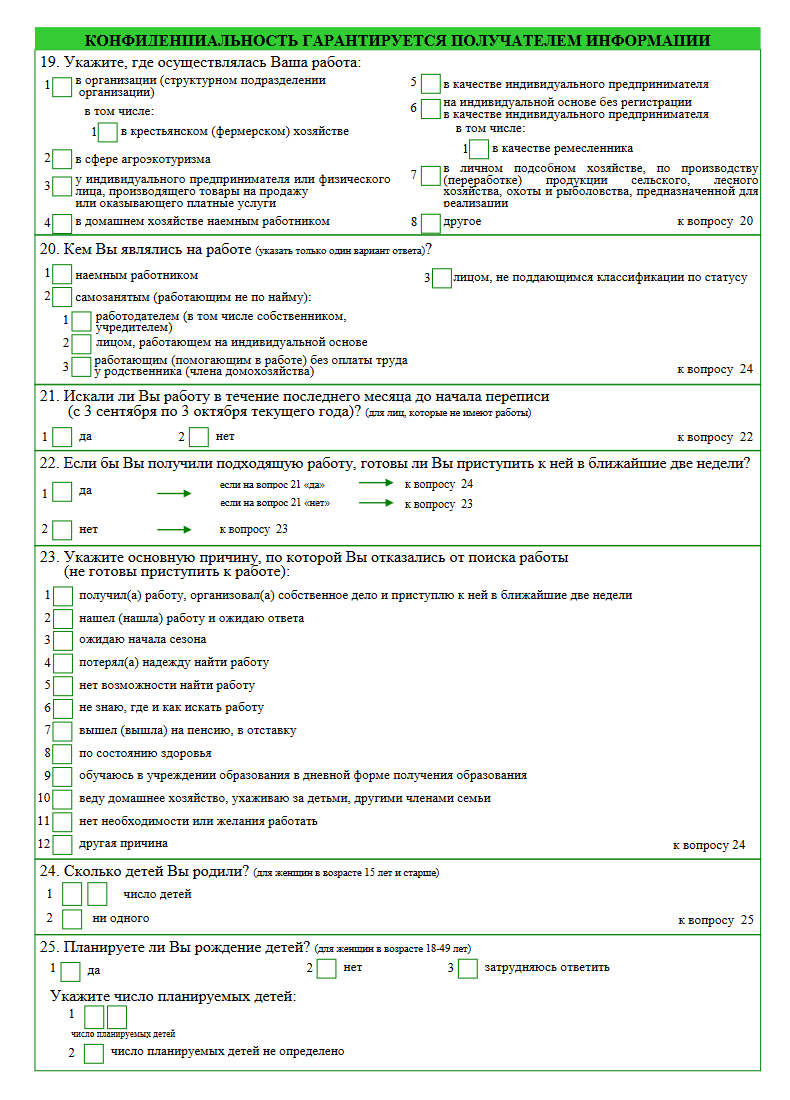 КОНФИДЕНЦИАЛЬНОСТЬ ГАРАНТИРУЕТСЯ ПОЛУЧАТЕЛЕМ ИНФОРМАЦИИ
19. Укажите, где осуществлялась Ваша работа:
1 в организации (структурном подразделении
организации)
в том числе:
1 в крестьянском (фермерском) хозяйстве
2 в сфере агроэкотуризма
3 у индивидуального предпринимателя или физического
лица, производящего товары на продажу
или оказывающего платные услуги
4 в домашнем хозяйстве наемным работником
5 в качестве индивидуального предпринимателя
6 на индивидуальной основе без регистрации
в качестве индивидуального предпринимателя
в том числе:
1 в качестве ремесленника
7 в личном подсобном хозяйстве, по производству
(переработке) продукции сельского, лесного
хозяйства, охоты и рыболовства, предназначенной для
реализации
8 другое к вопросу 20
20. Кем Вы являлись на работе (указать только один вариант ответа)?
1 наемным работником
2 самозанятым (работающим не по найму):
1 работодателем (в том числе собственником,
учредителем)
2 лицом, работающем на индивидуальной основе
3 работающим (помогающим в работе) без оплаты труда
у родственника (члена домохозяйства)
3 лицом, не поддающимся классификации по статусу
к вопросу 24
21. Искали ли Вы работу в течение последнего месяца до начала переписи
(с 3 сентября по 3 октября текущего года)? (для лиц, которые не имеют работы)
1 да 2 нет к вопросу 22
22. Если бы Вы получили подходящую работу, готовы ли Вы приступить к ней в ближайшие две недели?
1 да если на вопрос 21 «да» к вопросу 24
если на вопрос 21 «нет» к вопросу 23
2 нет к вопросу 23
23. Укажите основную причину, по которой Вы отказались от поиска работы
(не готовы приступить к работе):
1 получил(а) работу, организовал(а) собственное дело и приступлю к ней в ближайшие две недели
2 нашел (нашла) работу и ожидаю ответа
3 ожидаю начала сезона
4 потерял(а) надежду найти работу
5 нет возможности найти работу
6 не знаю, где и как искать работу
7 вышел (вышла) на пенсию, в отставку
8 по состоянию здоровья
9 обучаюсь в учреждении образования в дневной форме получения образования
10 веду домашнее хозяйство, ухаживаю за детьми, другими членами семьи
11 нет необходимости или желания работать
12 другая причина к вопросу 24
24. Сколько детей Вы родили? (для женщин в возрасте 15 лет и старше)
1 число детей
2 ни одного к вопросу 25
25. Планируете ли Вы рождение детей? (для женщин в возрасте 18-49 лет)
1 да 2 нет 3 затрудняюсь ответить
Укажите число планируемых детей:
1
число планируемых детей
2 число планируемых детей не определено